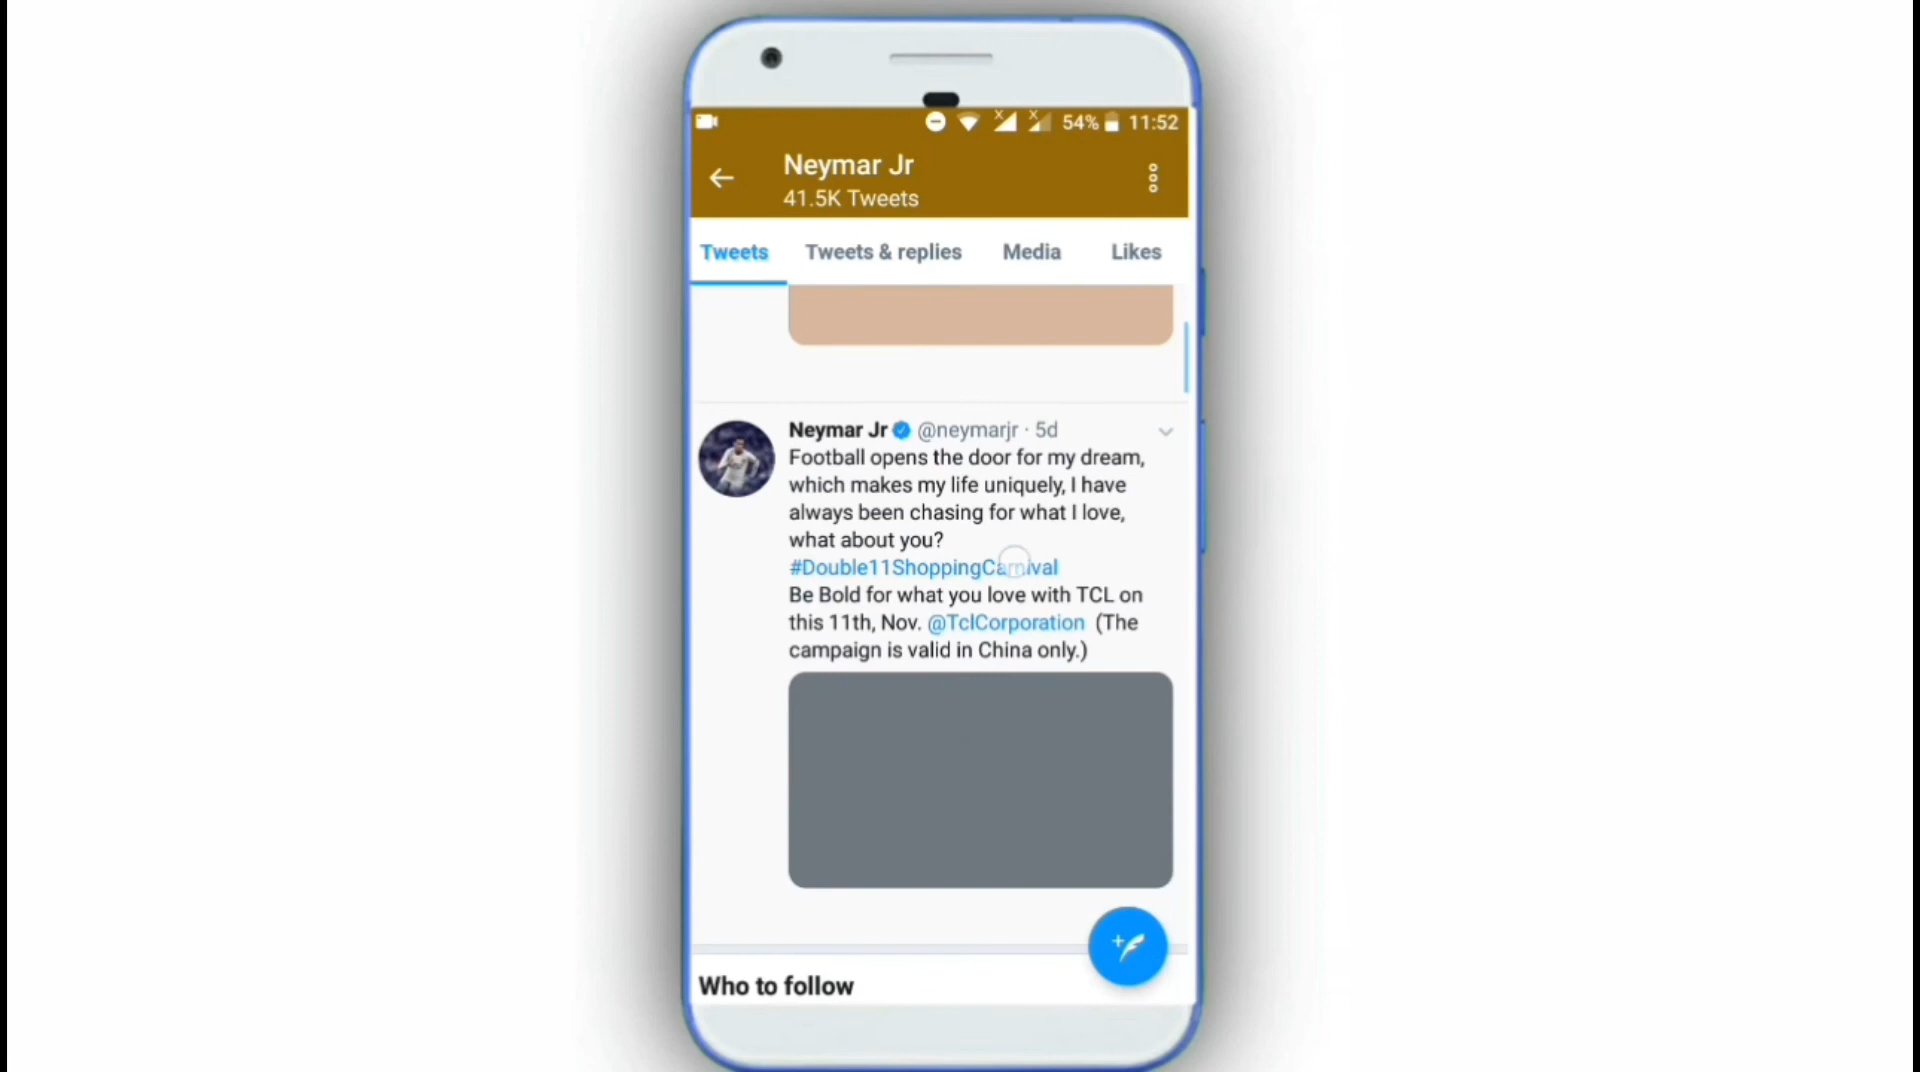 54% 11:52
Neymar Jr
41.5K Tweets
Tweets Tweets & replies Media Likes
Neymar Jr @neymarjr · 5d
Football opens the door for my dream,
which makes my life uniquely, I have
always been chasing for what I love,
what about you?
#Double11ShoppingCarnival
Be Bold for what you love with TCL on
this 11th, Nov. @TclCorporation (The
campaign is valid in China only.)
Who to follow